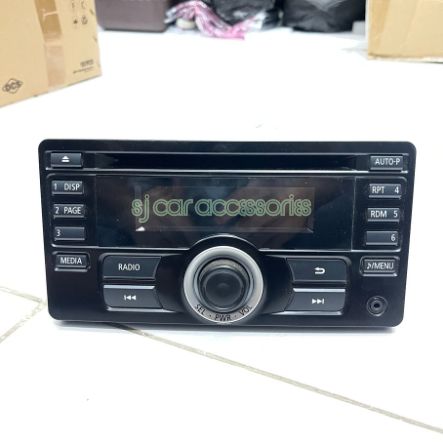 AUTO-P
1 DISP
RPT 4
2 PAGE
sj car accessories
RDM 5
3
6
MEDIA
RADIO
♪/MENU
SEL · PWR · VOL